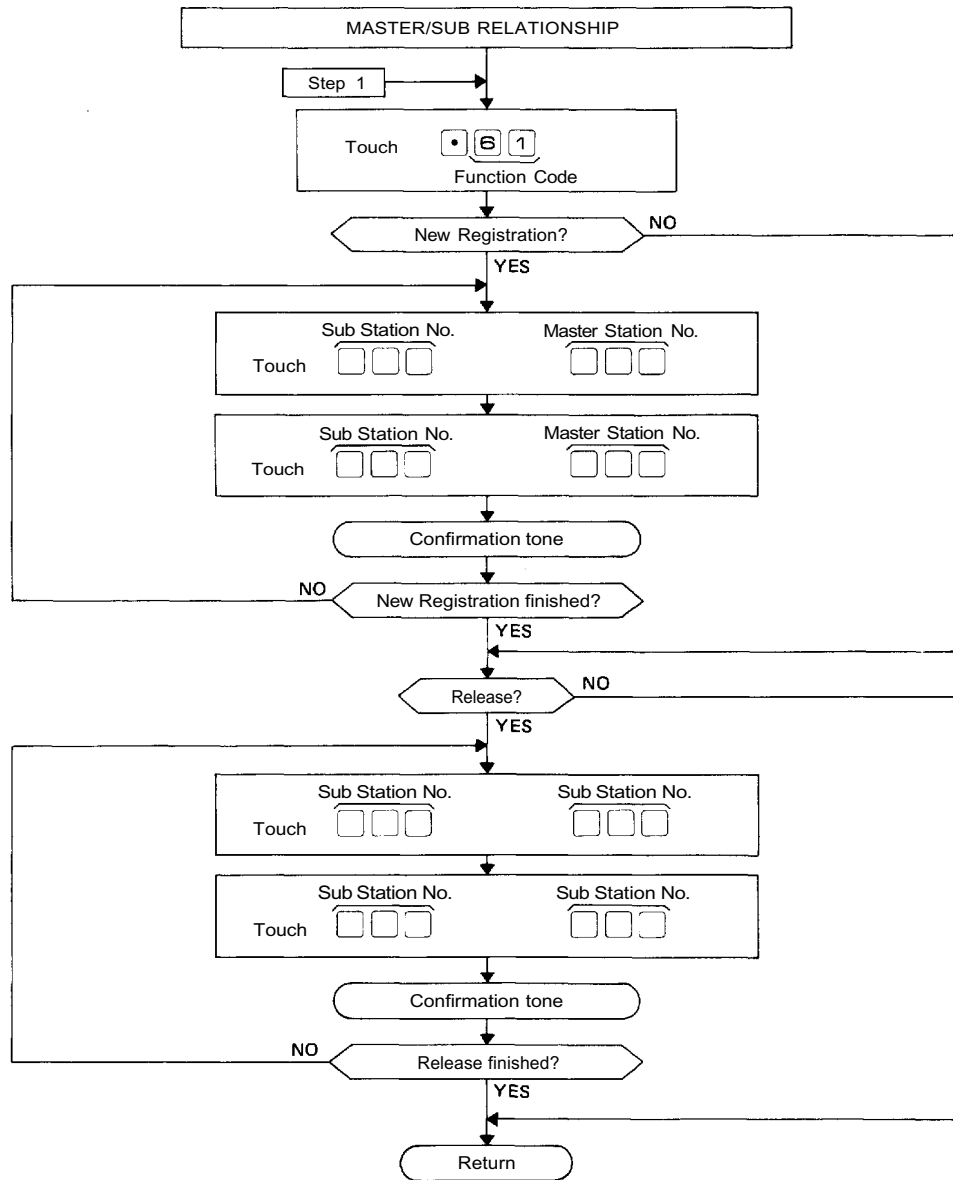 MASTER/SUB RELATIONSHIP
Step 1
Touch • 6 1
Function Code
New Registration? NO
YES
Sub Station No. Master Station No.
Touch
Sub Station No. Master Station No.
Touch
Confirmation tone
NO New Registration finished?
YES
Release? NO
YES
Sub Station No. Sub Station No.
Touch
Sub Station No. Sub Station No.
Touch
Confirmation tone
NO Release finished?
YES
Return